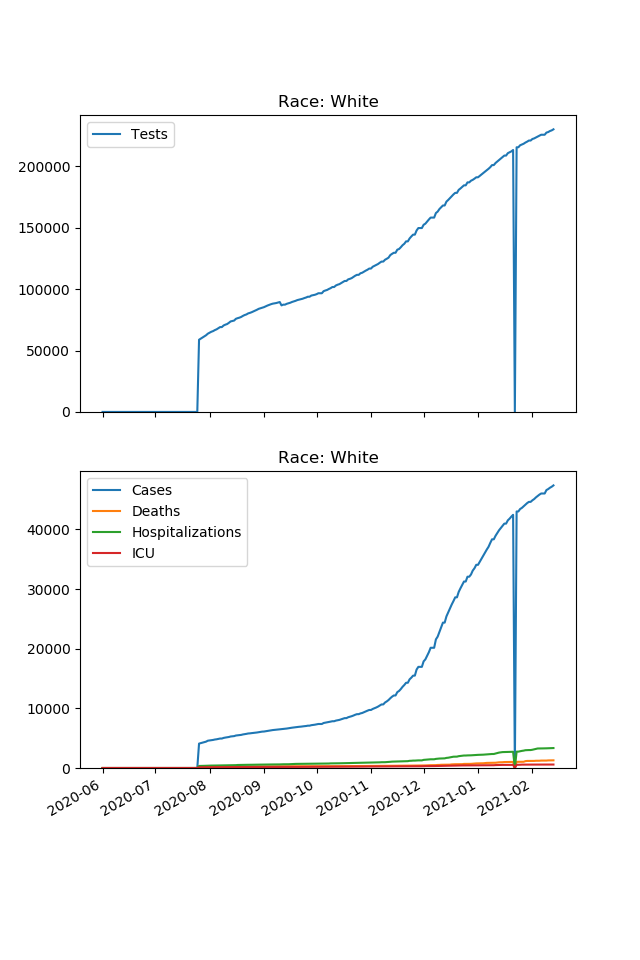 Race: White
Tests
200000
150000
100000
50000
0
Race: White
Cases
Deaths
Hospitalizations
ICU
40000
30000
20000
10000
0
2020-06
2020-07
2020-08
2020-09
2020-10
2020-11
2020-12
2021-01
2021-02